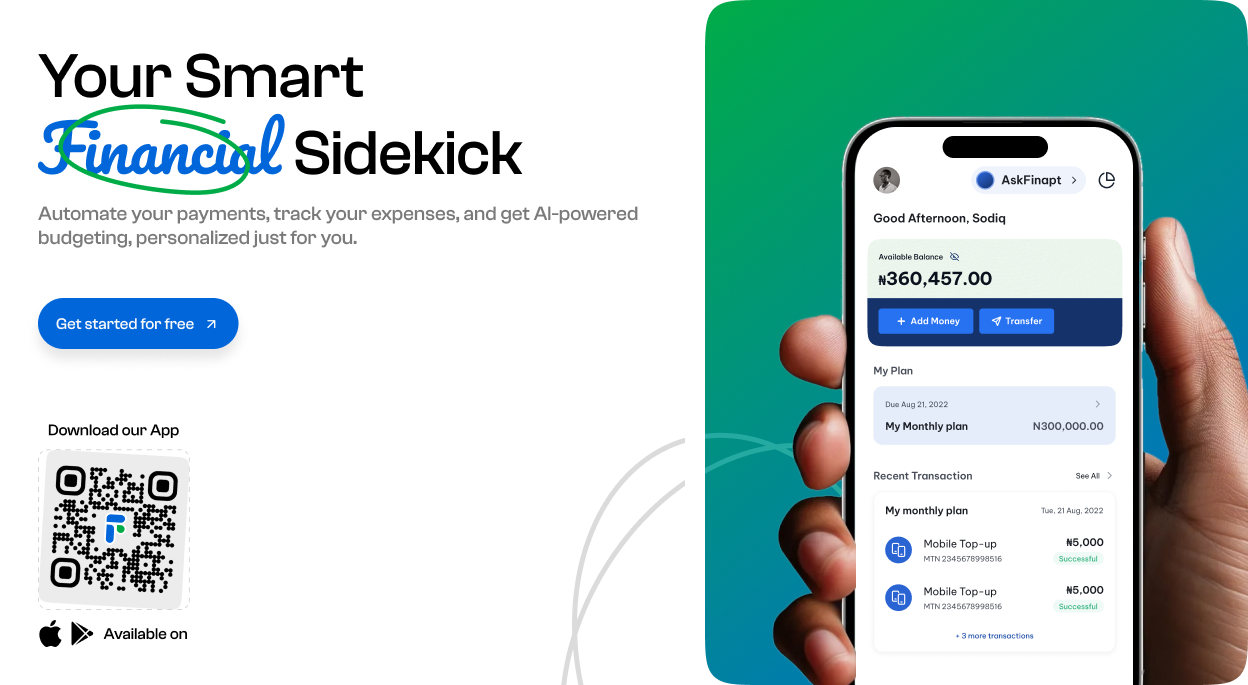 Your Smart
Financial Sidekick
Automate your payments, track your expenses, and get AI-powered
budgeting, personalized just for you.
Get started for free
Download our App
Available on
AskFinapt
Good Afternoon, Sodiq
Available Balance
₦360,457.00
+ Add Money
Transfer
My Plan
Due Aug 21, 2022
My Monthly plan N300,000.00
Recent Transaction See All
My monthly plan Tue, 21 Aug, 2022
Mobile Top-up ₦5,000
MTN 2345678998516 Successful
Mobile Top-up ₦5,000
MTN 2345678998516 Successful
+ 3 more transactions